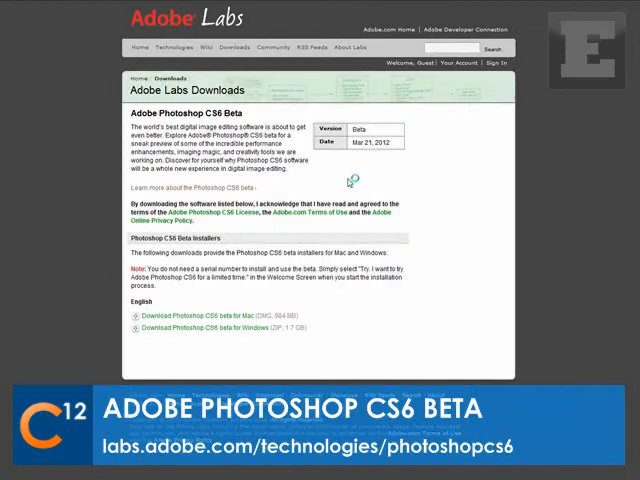 Adobe Labs
Adobe.com Home | Adobe Developer Connection
Home Technologies Wiki Downloads Community RSS Feeds About Labs
Search
Welcome, Guest Your Account Sign In
Home Downloads
Adobe Labs Downloads
Adobe Photoshop CS6 Beta
The world's best digital image editing software is about to get
even better. Explore Adobe® Photoshop® CS6 beta for a
sneak preview of some of the incredible performance
enhancements, imaging magic, and creativity tools we are
working on. Discover for yourself why Photoshop CS6 software
will be a whole new experience in digital image editing.
Version Beta
Date Mar 21, 2012
Learn more about the Photoshop CS6 beta ›
By downloading the software listed below, I acknowledge that I have read and agreed to the
terms of the Adobe Photoshop CS6 License, the Adobe.com Terms of Use and the Adobe
Online Privacy Policy.
Photoshop CS6 Beta Installers
The following downloads provide the Photoshop CS6 beta installers for Mac and Windows.
Note: You do not need a serial number to install and use the beta. Simply select "Try. I want to try
Adobe Photoshop CS6 for a limited time." in the Welcome Screen when you start the installation
process.
English
Download Photoshop CS6 beta for Mac (DMG, 984 MB)
Download Photoshop CS6 beta for Windows (ZIP, 1.7 GB)
E
C12
ADOBE PHOTOSHOP CS6 BETA
labs.adobe.com/technologies/photoshopcs6